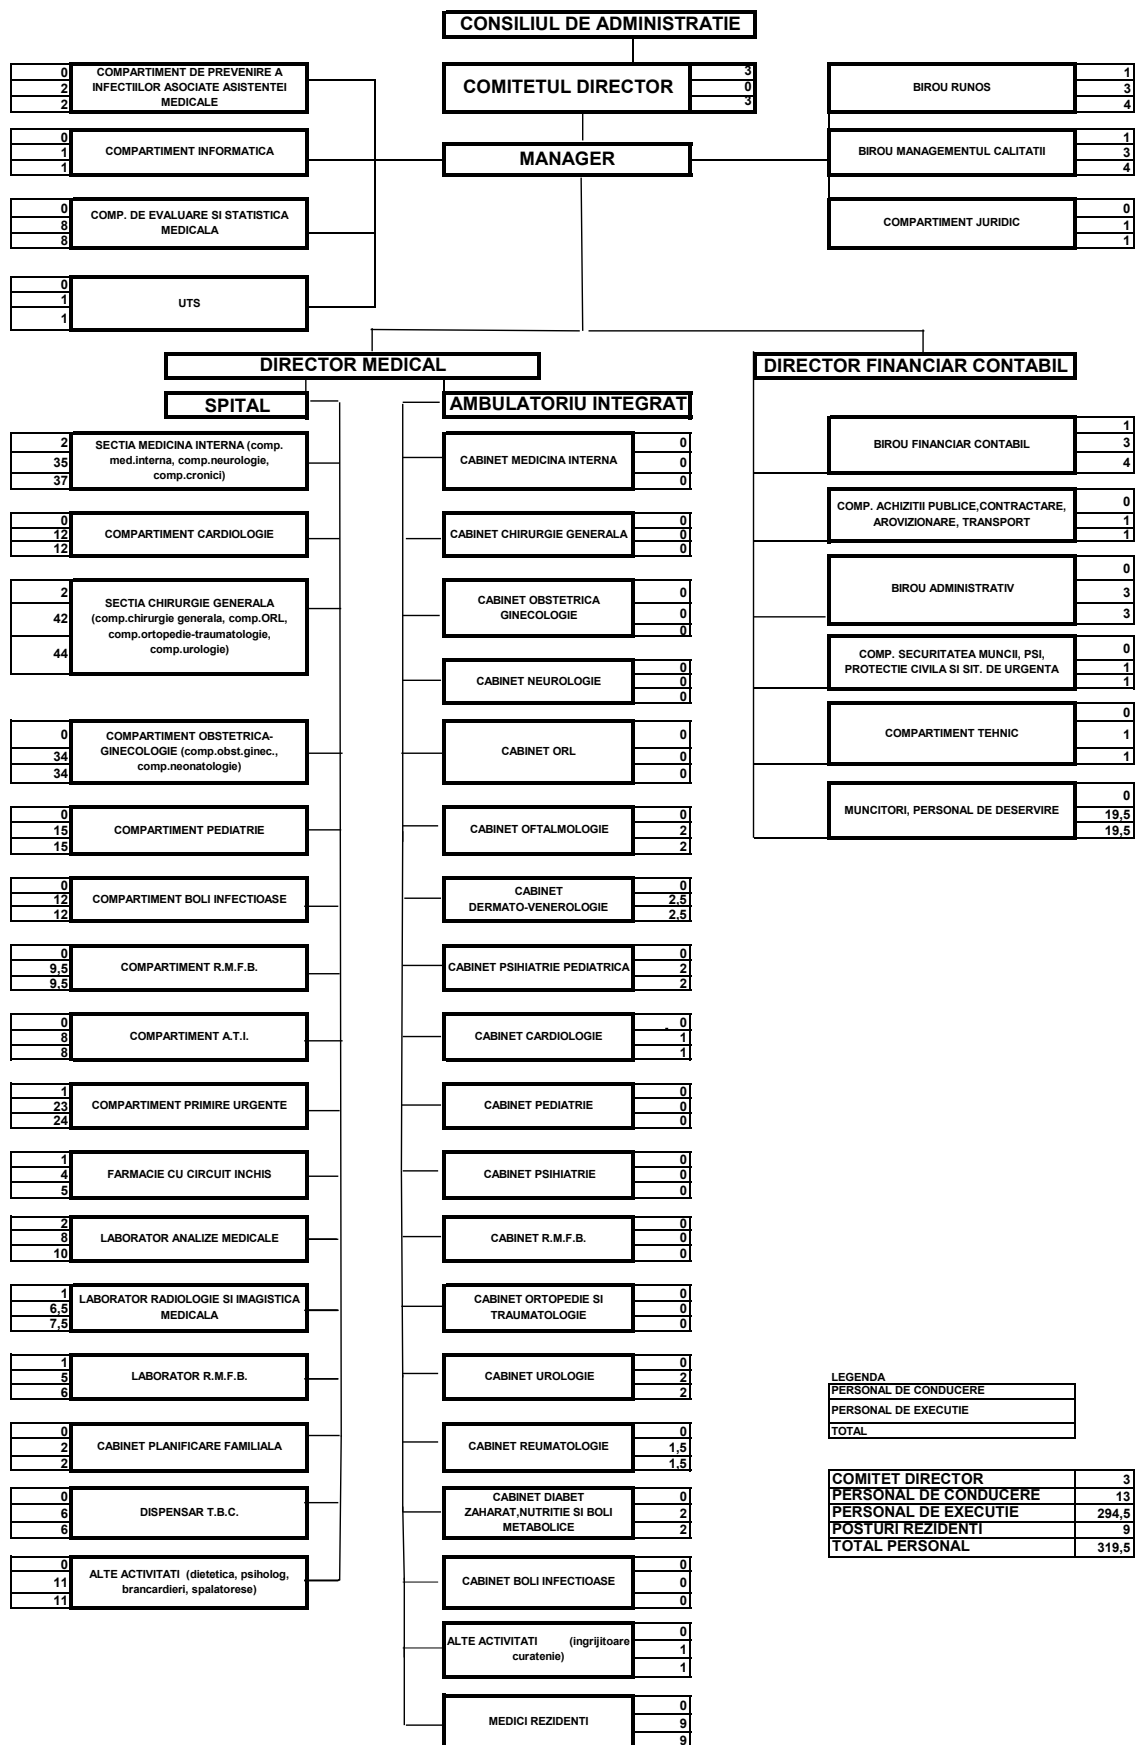 CONSILIUL DE ADMINISTRATIE
COMITETUL DIRECTOR
3
0
3
MANAGER
0
2
2
COMPARTIMENT DE PREVENIRE A
INFECTIILOR ASOCIATE ASISTENTEI
MEDICALE
0
1
1
COMPARTIMENT INFORMATICA
0
8
8
COMP. DE EVALUARE SI STATISTICA
MEDICALA
0
1
1
UTS
BIROU RUNOS
1
3
4
BIROU MANAGEMENTUL CALITATII
1
3
4
COMPARTIMENT JURIDIC
0
1
1
DIRECTOR MEDICAL
SPITAL
2
35
37
SECTIA MEDICINA INTERNA (comp.
med.interna, comp.neurologie,
comp.cronici)
0
12
12
COMPARTIMENT CARDIOLOGIE
2
42
44
SECTIA CHIRURGIE GENERALA
(comp.chirurgie generala, comp.ORL,
comp.ortopedie-traumatologie,
comp.urologie)
0
34
34
COMPARTIMENT OBSTETRICA-
GINECOLOGIE (comp.obst.ginec.,
comp.neonatologie)
0
15
15
COMPARTIMENT PEDIATRIE
0
12
12
COMPARTIMENT BOLI INFECTIOASE
0
9,5
9,5
COMPARTIMENT R.M.F.B.
0
8
8
COMPARTIMENT A.T.I.
1
23
24
COMPARTIMENT PRIMIRE URGENTE
1
4
5
FARMACIE CU CIRCUIT INCHIS
2
8
10
LABORATOR ANALIZE MEDICALE
1
6,5
7,5
LABORATOR RADIOLOGIE SI IMAGISTICA
MEDICALA
1
5
6
LABORATOR R.M.F.B.
0
2
2
CABINET PLANIFICARE FAMILIALA
0
6
6
DISPENSAR T.B.C.
0
11
11
ALTE ACTIVITATI (dietetica, psiholog,
brancardieri, spalatorese)
AMBULATORIU INTEGRAT
CABINET MEDICINA INTERNA
0
0
0
CABINET CHIRURGIE GENERALA
0
0
0
CABINET OBSTETRICA
GINECOLOGIE
0
0
0
CABINET NEUROLOGIE
0
0
0
CABINET ORL
0
0
0
CABINET OFTALMOLOGIE
0
2
2
CABINET
DERMATO-VENEROLOGIE
0
2,5
2,5
CABINET PSIHIATRIE PEDIATRICA
0
2
2
CABINET CARDIOLOGIE
0
1
1
CABINET PEDIATRIE
0
0
0
CABINET PSIHIATRIE
0
0
0
CABINET R.M.F.B.
0
0
0
CABINET ORTOPEDIE SI
TRAUMATOLOGIE
0
0
0
CABINET UROLOGIE
0
2
2
CABINET REUMATOLOGIE
0
1,5
1,5
CABINET DIABET
ZAHARAT,NUTRITIE SI BOLI
METABOLICE
0
2
2
CABINET BOLI INFECTIOASE
0
0
0
ALTE ACTIVITATI (ingrijitoare
curatenie)
0
1
1
MEDICI REZIDENTI
0
9
9
DIRECTOR FINANCIAR CONTABIL
BIROU FINANCIAR CONTABIL
1
3
4
COMP. ACHIZITII PUBLICE,CONTRACTARE,
AROVIZIONARE, TRANSPORT
0
1
1
BIROU ADMINISTRATIV
0
3
3
COMP. SECURITATEA MUNCII, PSI,
PROTECTIE CIVILA SI SIT. DE URGENTA
0
1
1
COMPARTIMENT TEHNIC
0
1
1
MUNCITORI, PERSONAL DE DESERVIRE
0
19,5
19,5
LEGENDA
PERSONAL DE CONDUCERE
PERSONAL DE EXECUTIE
TOTAL
COMITET DIRECTOR 3
PERSONAL DE CONDUCERE 13
PERSONAL DE EXECUTIE 294,5
POSTURI REZIDENTI 9
TOTAL PERSONAL 319,5